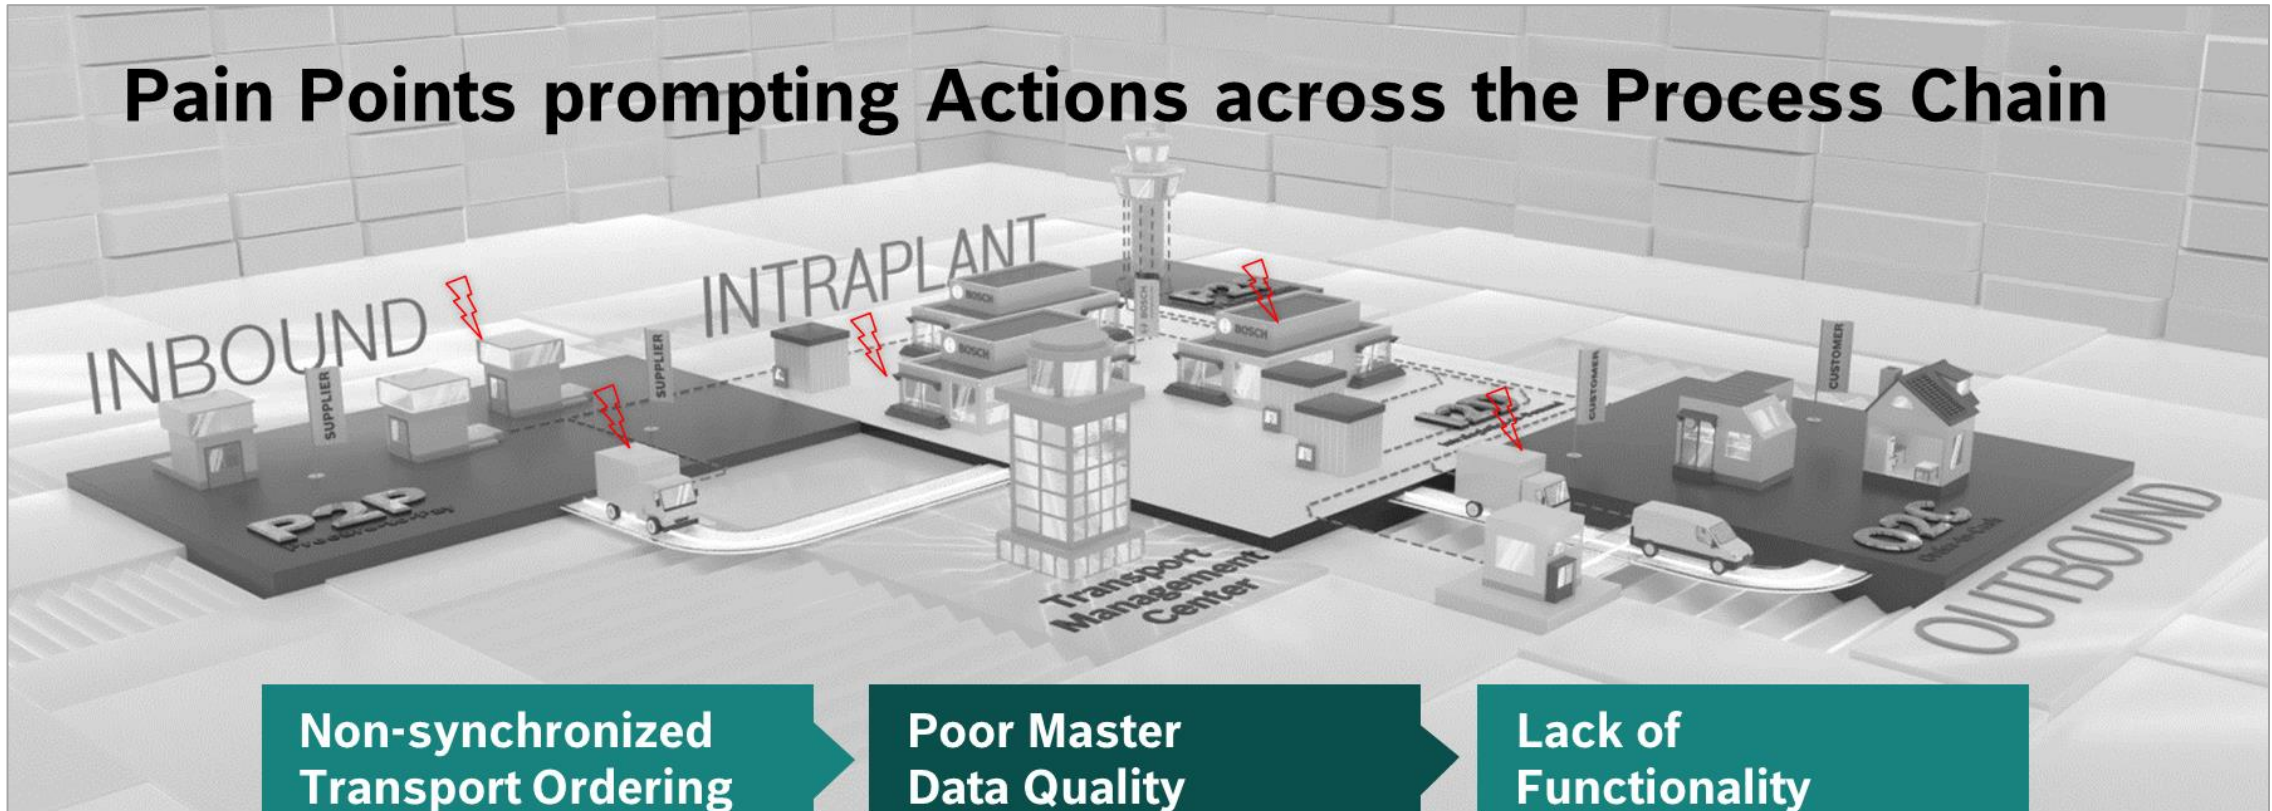 Pain Points prompting Actions across the Process Chain
INBOUND
INTRAPLANT
SUPPLIER
SUPPLIER
BOSCH
BOSCH
BOSCH
BOSCH
CUSTOMER
CUSTOMER
P2P
O2C
OUTBOUND
Transport
Management
Center
Non-synchronized
Transport Ordering
Poor Master
Data Quality
Lack of
Functionality